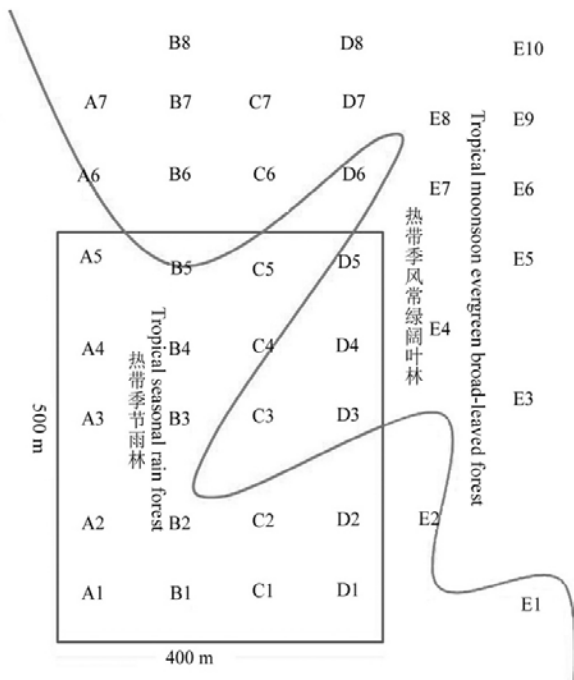 B8 D8 E10
A7 B7 C7 D7 E8 E9
A6 B6 C6 D6 E7 E6
A5 B5 C5 D5 E5
A4 B4 C4 D4 E4
A3 B3 C3 D3 E3
A2 B2 C2 D2 E2
A1 B1 C1 D1 E1
热带季节雨林
Tropical seasonal rain forest
热带季风常绿阔叶林
Tropical moonsoon evergreen broad-leaved forest
500 m
400 m